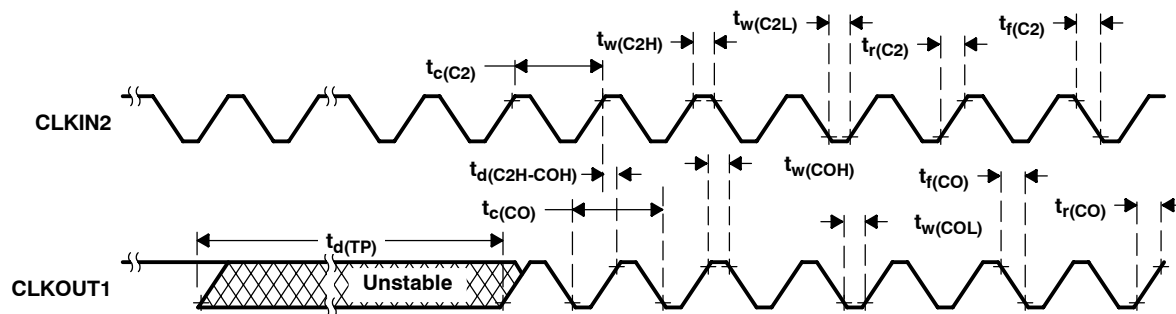 tw(C2H)
tw(C2L)
tr(C2)
tf(C2)
tc(C2)
CLKIN2
td(C2H-COH)
tw(COH)
tf(CO)
tc(CO)
tw(COL)
tr(CO)
td(TP)
CLKOUT1
Unstable